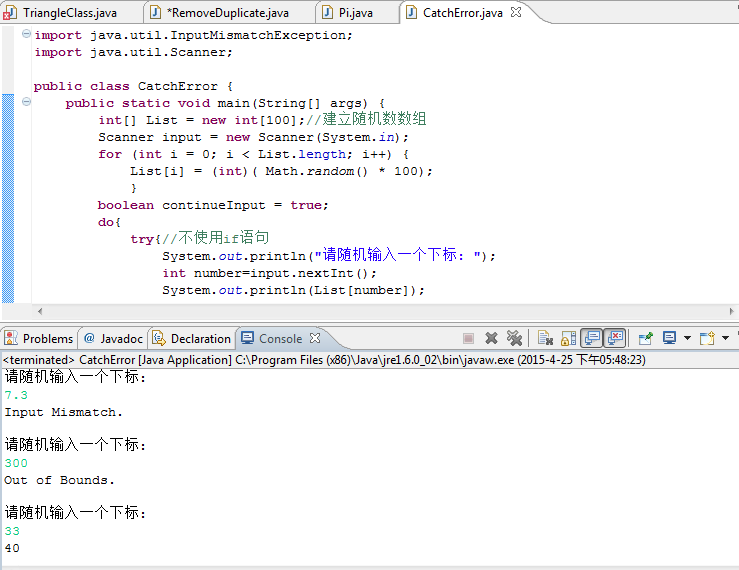 TriangleClass.java *RemoveDuplicate.java Pi.java CatchError.java
import java.util.InputMismatchException;
import java.util.Scanner;
public class CatchError {
public static void main(String[] args) {
int[] List = new int[100];//建立随机数数组
Scanner input = new Scanner(System.in);
for (int i = 0; i < List.length; i++) {
List[i] = (int)( Math.random() * 100);
}
boolean continueInput = true;
do{
try{//不使用if语句
System.out.println("请随机输入一个下标：");
int number=input.nextInt();
System.out.println(List[number]);
Problems @ Javadoc Declaration Console
<terminated> CatchError [Java Application] C:\Program Files (x86)\Java\jre1.6.0_02\bin\javaw.exe (2015-4-25 下午05:48:23)
请随机输入一个下标：
7.3
Input Mismatch.
请随机输入一个下标：
300
Out of Bounds.
请随机输入一个下标：
33
40